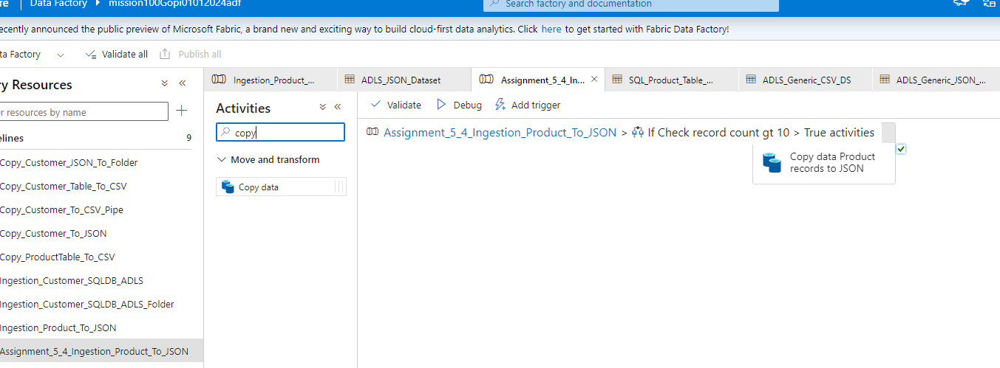 re Data Factory mission100Gopi01012024adf Search factory and documentation
ecently announced the public preview of Microsoft Fabric, a brand new and exciting way to build cloud-first data analytics. Click here to get started with Fabric Data Factory!
ta Factory Validate all Publish all
ry Resources
r resources by name
elines 9
Copy_Customer_JSON_To_Folder
Copy_Customer_Table_To_CSV
Copy_Customer_To_CSV_Pipe
Copy_Customer_To_JSON
Copy_ProductTable_To_CSV
Ingestion_Customer_SQLDB_ADLS
Ingestion_Customer_SQLDB_ADLS_Folder
Ingestion_Product_To_JSON
Assignment_5_4_Ingestion_Product_To_JSON
Ingestion_Product_... ADLS_JSON_Dataset Assignment_5_4_In... SQL_Product_Table_... ADLS_Generic_CSV_DS ADLS_Generic_JSON_...
Activities
copy
Move and transform
Copy data
Validate Debug Add trigger
Assignment_5_4_Ingestion_Product_To_JSON > If Check record count gt 10 > True activities
Copy data Product
records to JSON